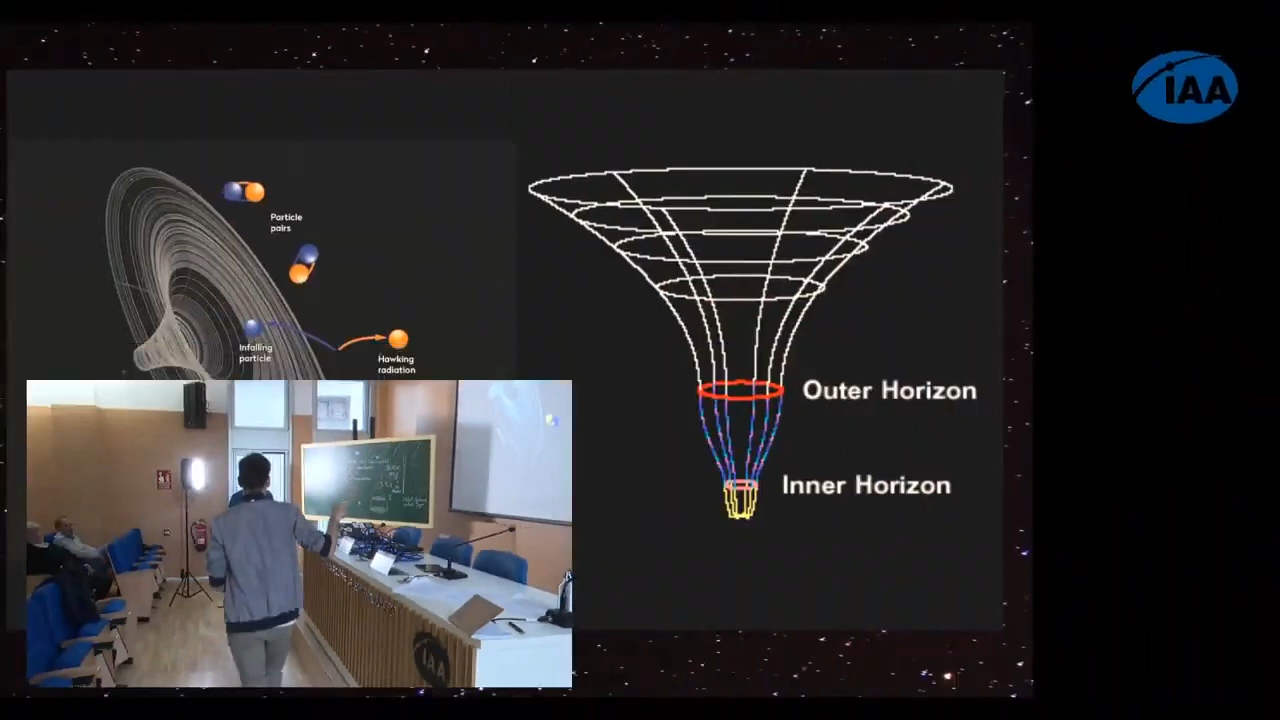 IAA
Particle
pairs
Infalling
particle
Hawking
radiation
Outer Horizon
Inner Horizon
IAA